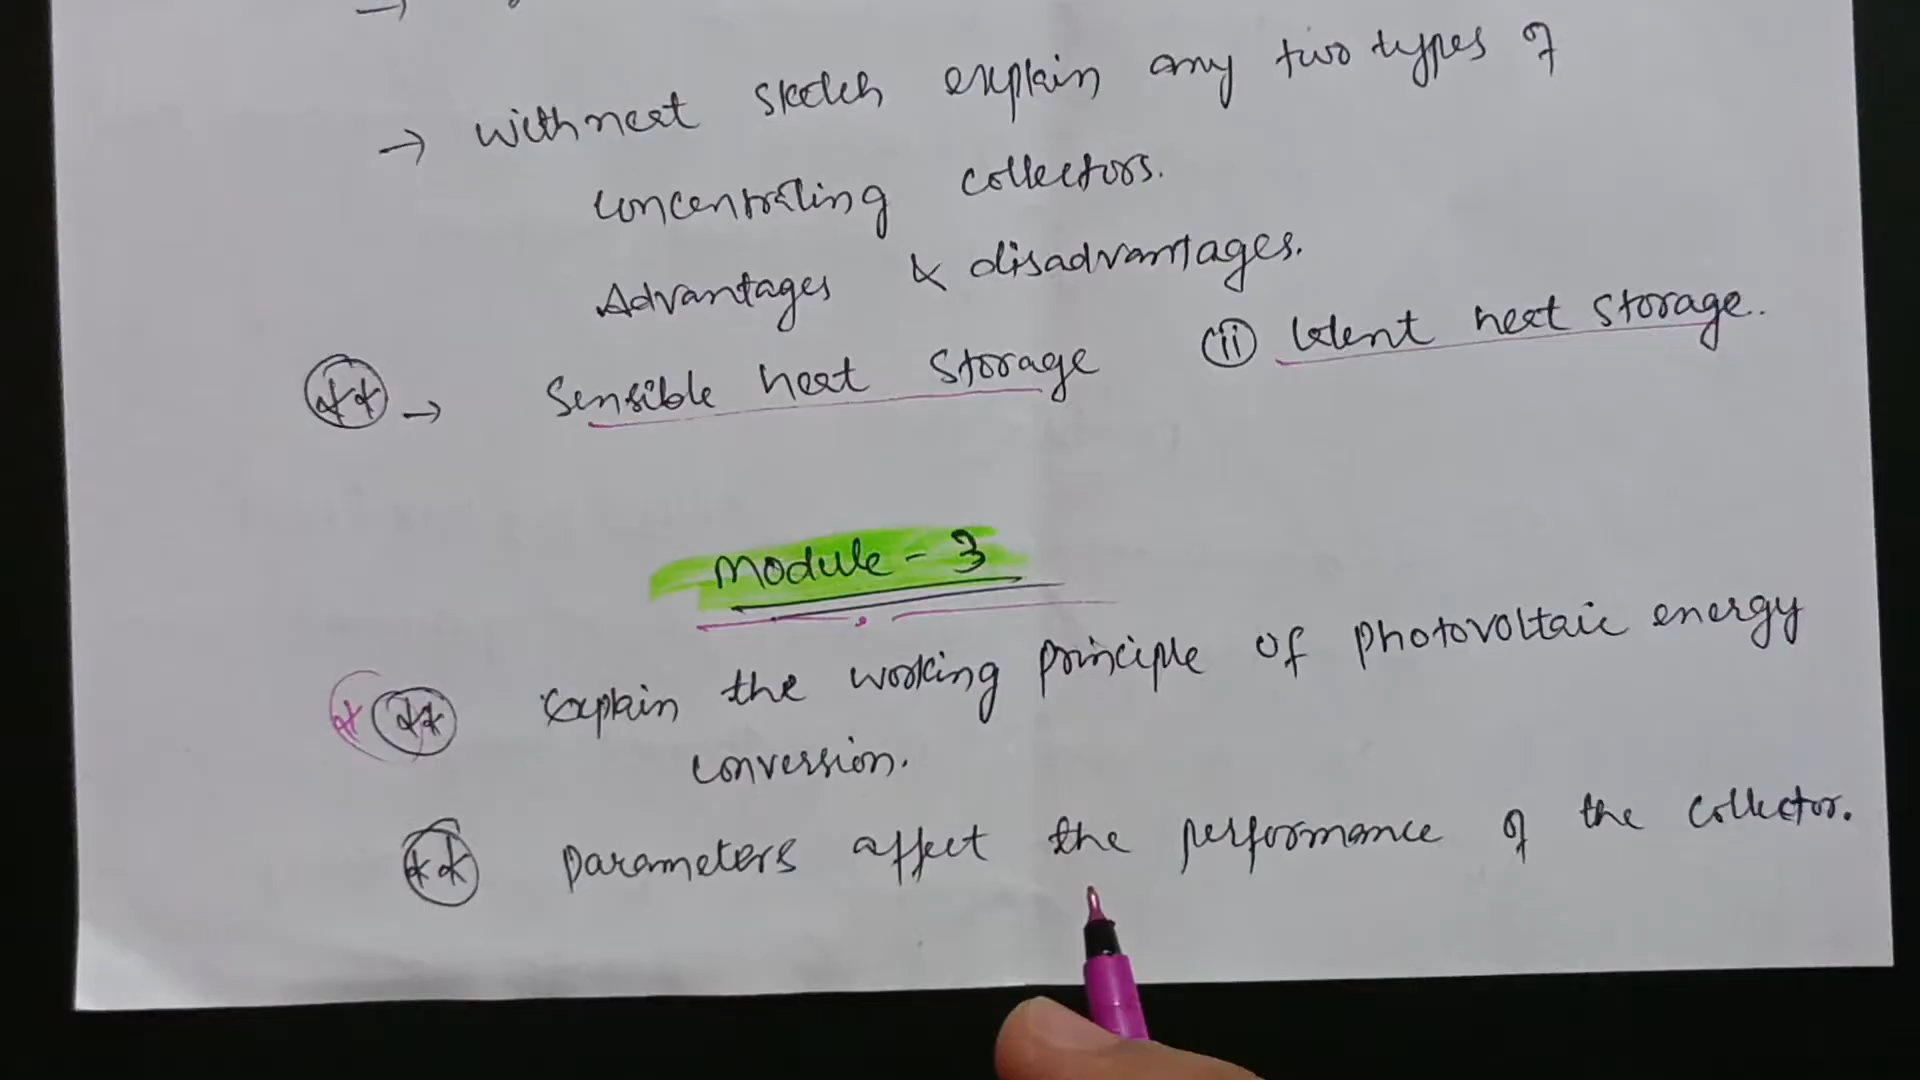 → with neat sketch explain any two types of
concentrating collectors.
Advantages & disadvantages.
** → Sensible heat storage (ii) latent heat storage..
Module - 3
* ** Explain the working principle of photovoltaic energy
conversion.
** parameters affect the performance of the collector.